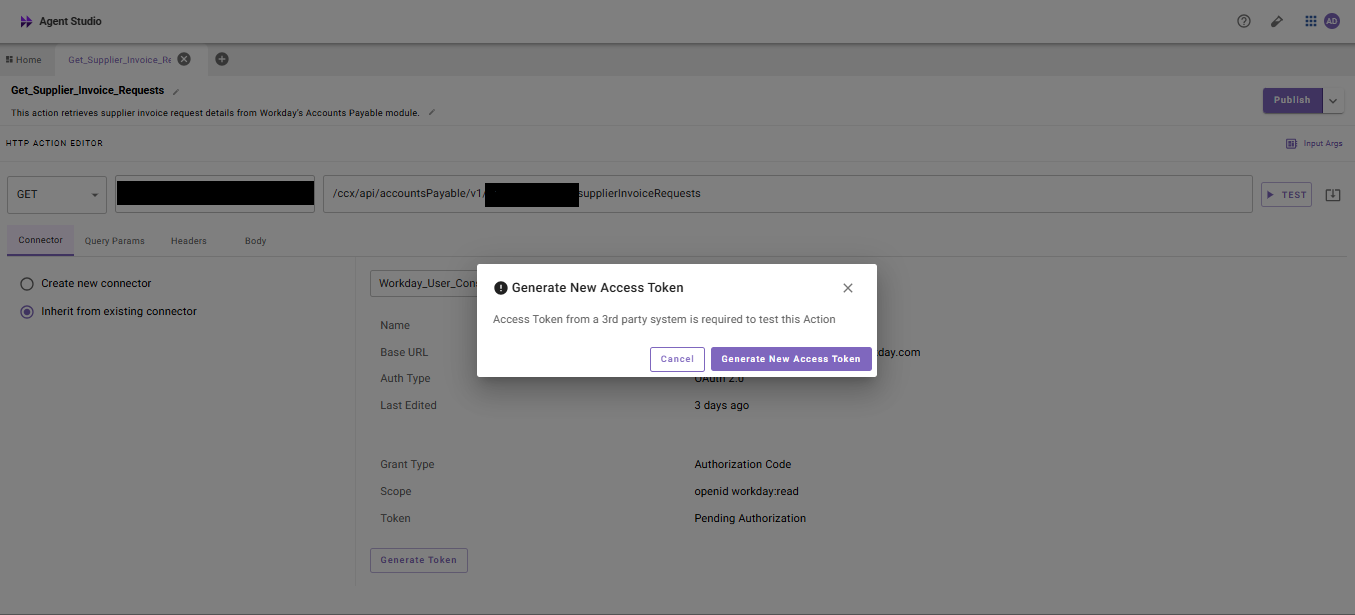 Agent Studio
AD
Home
Get_Supplier_Invoice_Re
Get_Supplier_Invoice_Requests
This action retrieves supplier invoice request details from Workday's Accounts Payable module.
Publish
HTTP ACTION EDITOR
Input Args
GET
/ccx/api/accountsPayable/v1/ supplierInvoiceRequests
TEST
Connector Query Params Headers Body
Create new connector
Inherit from existing connector
Workday_User_Con
Generate New Access Token
Access Token from a 3rd party system is required to test this Action
Cancel Generate New Access Token
Name
Base URL day.com
Auth Type OAuth 2.0
Last Edited 3 days ago
Grant Type Authorization Code
Scope openid workday:read
Token Pending Authorization
Generate Token